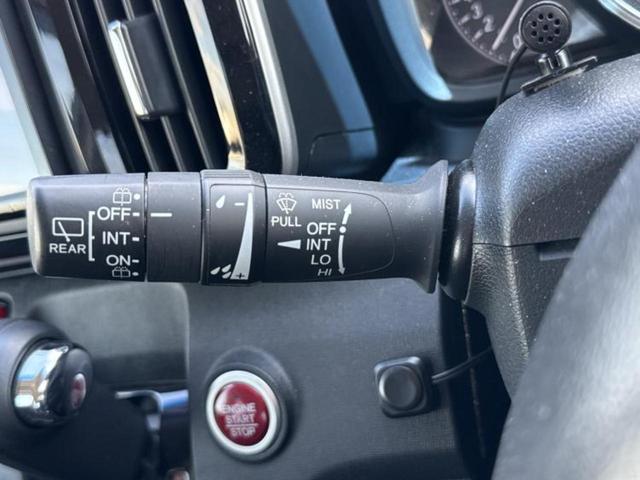 MIST
PULL
OFF
INT
LO
HI
REAR
OFF
INT
ON
- 
+
ENGINE
START
STOP